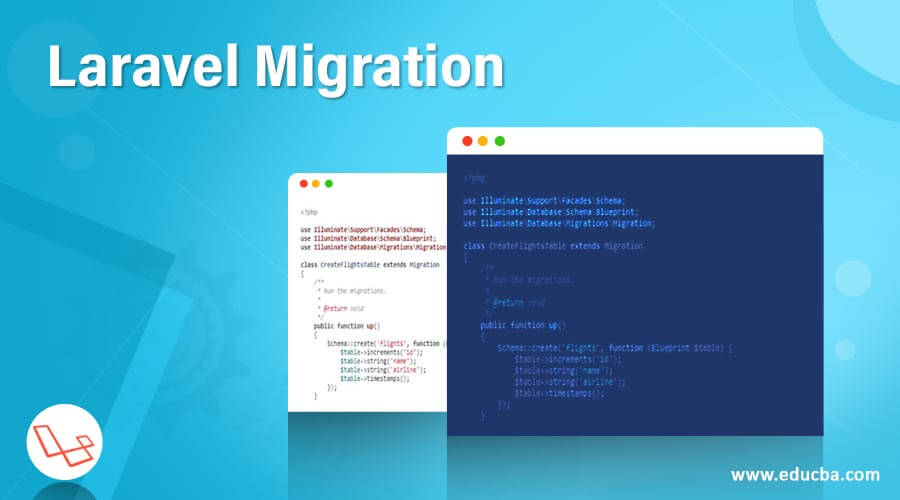 Laravel Migration
<?php
use Illuminate\Support\Facades\Schema;
use Illuminate\Database\Schema\Blueprint;
use Illuminate\Database\Migrations\Migration
class CreateFlightsTable extends Migration
{
/**
* Run the migrations.
*
* @return void
*/
public function up()
{
$chema::create('flights', function (
$table->increments('id');
$table->string('name');
$table->string('airline');
$table->timestamps();
});
}
<?php
use Illuminate\Support\Facades\Schema;
use Illuminate\Database\Schema\Blueprint;
use Illuminate\Database\Migrations\Migration;
class CreateFlightsTable extends Migration
{
/**
* Run the migrations.
*
* @return void
*/
public function up()
{
$chema::create('flights', function (Blueprint $table) {
$table->increments('id');
$table->string('name');
$table->string('airline');
$table->timestamps();
});
}
www.educba.com